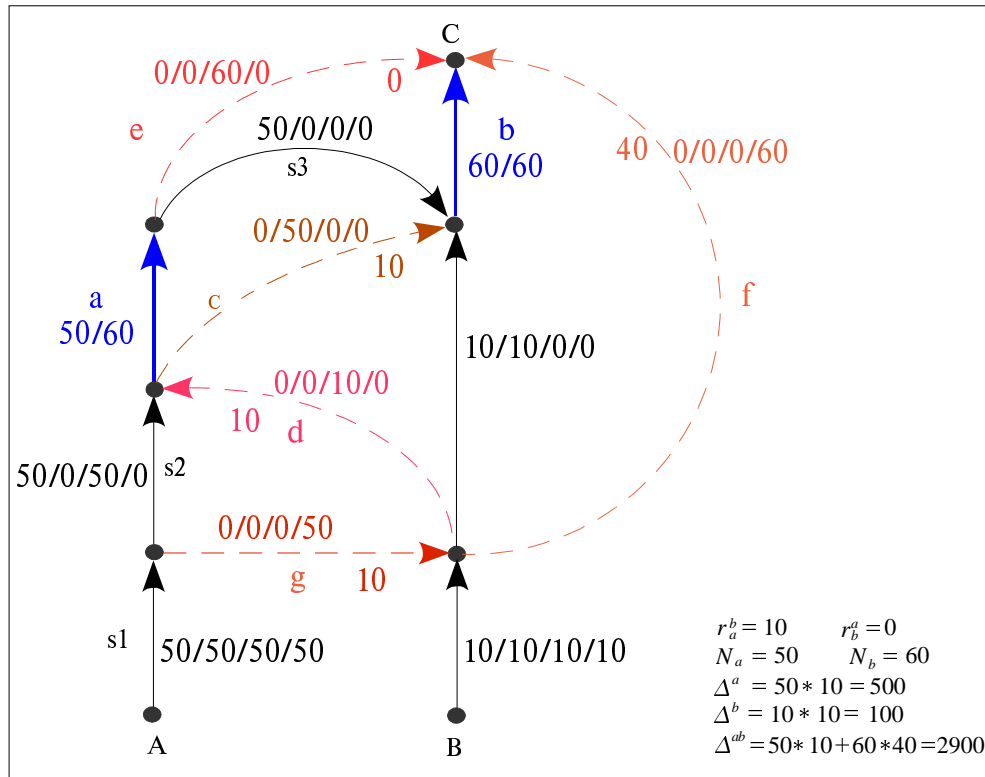 C
0/0/60/0
0
e
50/0/0/0
s3
b
60/60
40
0/0/0/60
0/50/0/0
10
c
a
50/60
f
10/10/0/0
0/0/10/0
10
d
50/0/50/0
s2
0/0/0/50
g
10
s1
50/50/50/50
10/10/10/10
A
B
r_a^b = 10 r_b^a = 0
N_a = 50 N_b = 60
Δ^a = 50 * 10 = 500
Δ^b = 10 * 10 = 100
Δ^ab = 50 * 10 + 60 * 40 = 2900